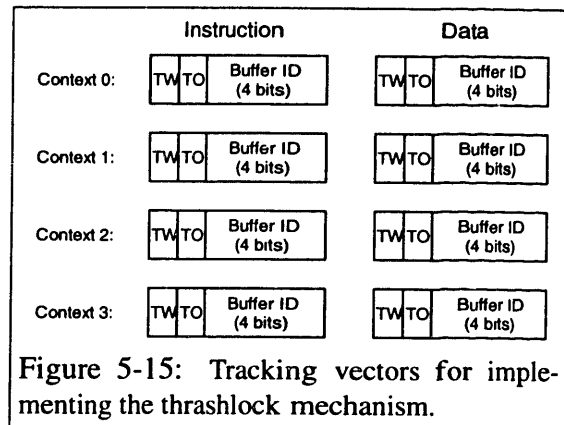 Instruction Data
Context 0: TW TO Buffer ID (4 bits) TW TO Buffer ID (4 bits)
Context 1: TW TO Buffer ID (4 bits) TW TO Buffer ID (4 bits)
Context 2: TW TO Buffer ID (4 bits) TW TO Buffer ID (4 bits)
Context 3: TW TO Buffer ID (4 bits) TW TO Buffer ID (4 bits)
Figure 5-15: Tracking vectors for imple-
menting the thrashlock mechanism.